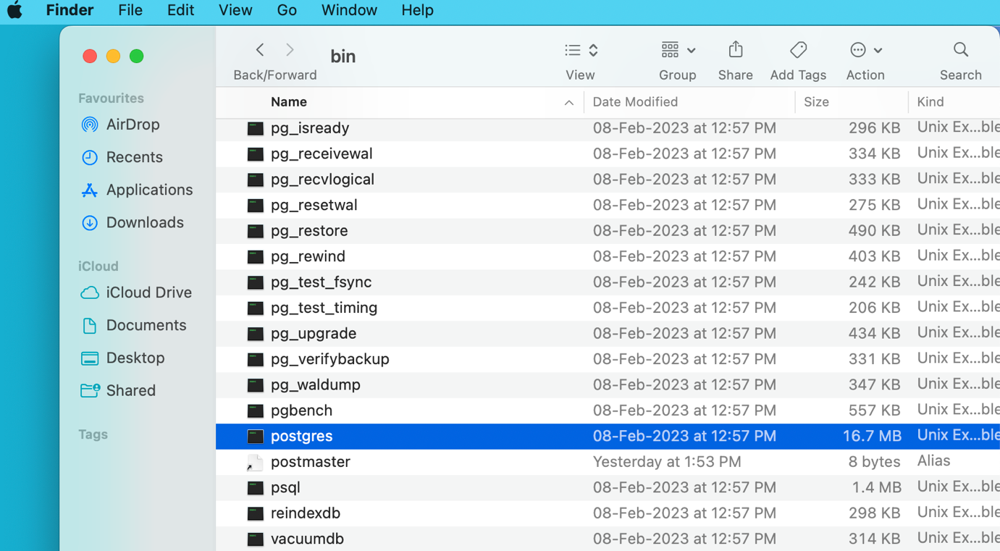 Finder File Edit View Go Window Help
bin
Back/Forward View Group Share Add Tags Action Search
Favourites
AirDrop
Recents
Applications
Downloads
iCloud
iCloud Drive
Documents
Desktop
Shared
Tags
Name Date Modified Size Kind
pg_isready 08-Feb-2023 at 12:57 PM 296 KB Unix Ex...ble
pg_receivewal 08-Feb-2023 at 12:57 PM 334 KB Unix Ex...ble
pg_recvlogical 08-Feb-2023 at 12:57 PM 333 KB Unix Ex...ble
pg_resetwal 08-Feb-2023 at 12:57 PM 275 KB Unix Ex...ble
pg_restore 08-Feb-2023 at 12:57 PM 490 KB Unix Ex...ble
pg_rewind 08-Feb-2023 at 12:57 PM 403 KB Unix Ex...ble
pg_test_fsync 08-Feb-2023 at 12:57 PM 242 KB Unix Ex...ble
pg_test_timing 08-Feb-2023 at 12:57 PM 206 KB Unix Ex...ble
pg_upgrade 08-Feb-2023 at 12:57 PM 434 KB Unix Ex...ble
pg_verifybackup 08-Feb-2023 at 12:57 PM 331 KB Unix Ex...ble
pg_waldump 08-Feb-2023 at 12:57 PM 347 KB Unix Ex...ble
pgbench 08-Feb-2023 at 12:57 PM 557 KB Unix Ex...ble
postgres 08-Feb-2023 at 12:57 PM 16.7 MB Unix Ex...ble
postmaster Yesterday at 1:53 PM 8 bytes Alias
psql 08-Feb-2023 at 12:57 PM 1.4 MB Unix Ex...ble
reindexdb 08-Feb-2023 at 12:57 PM 298 KB Unix Ex...ble
vacuumdb 08-Feb-2023 at 12:57 PM 314 KB Unix Ex...ble